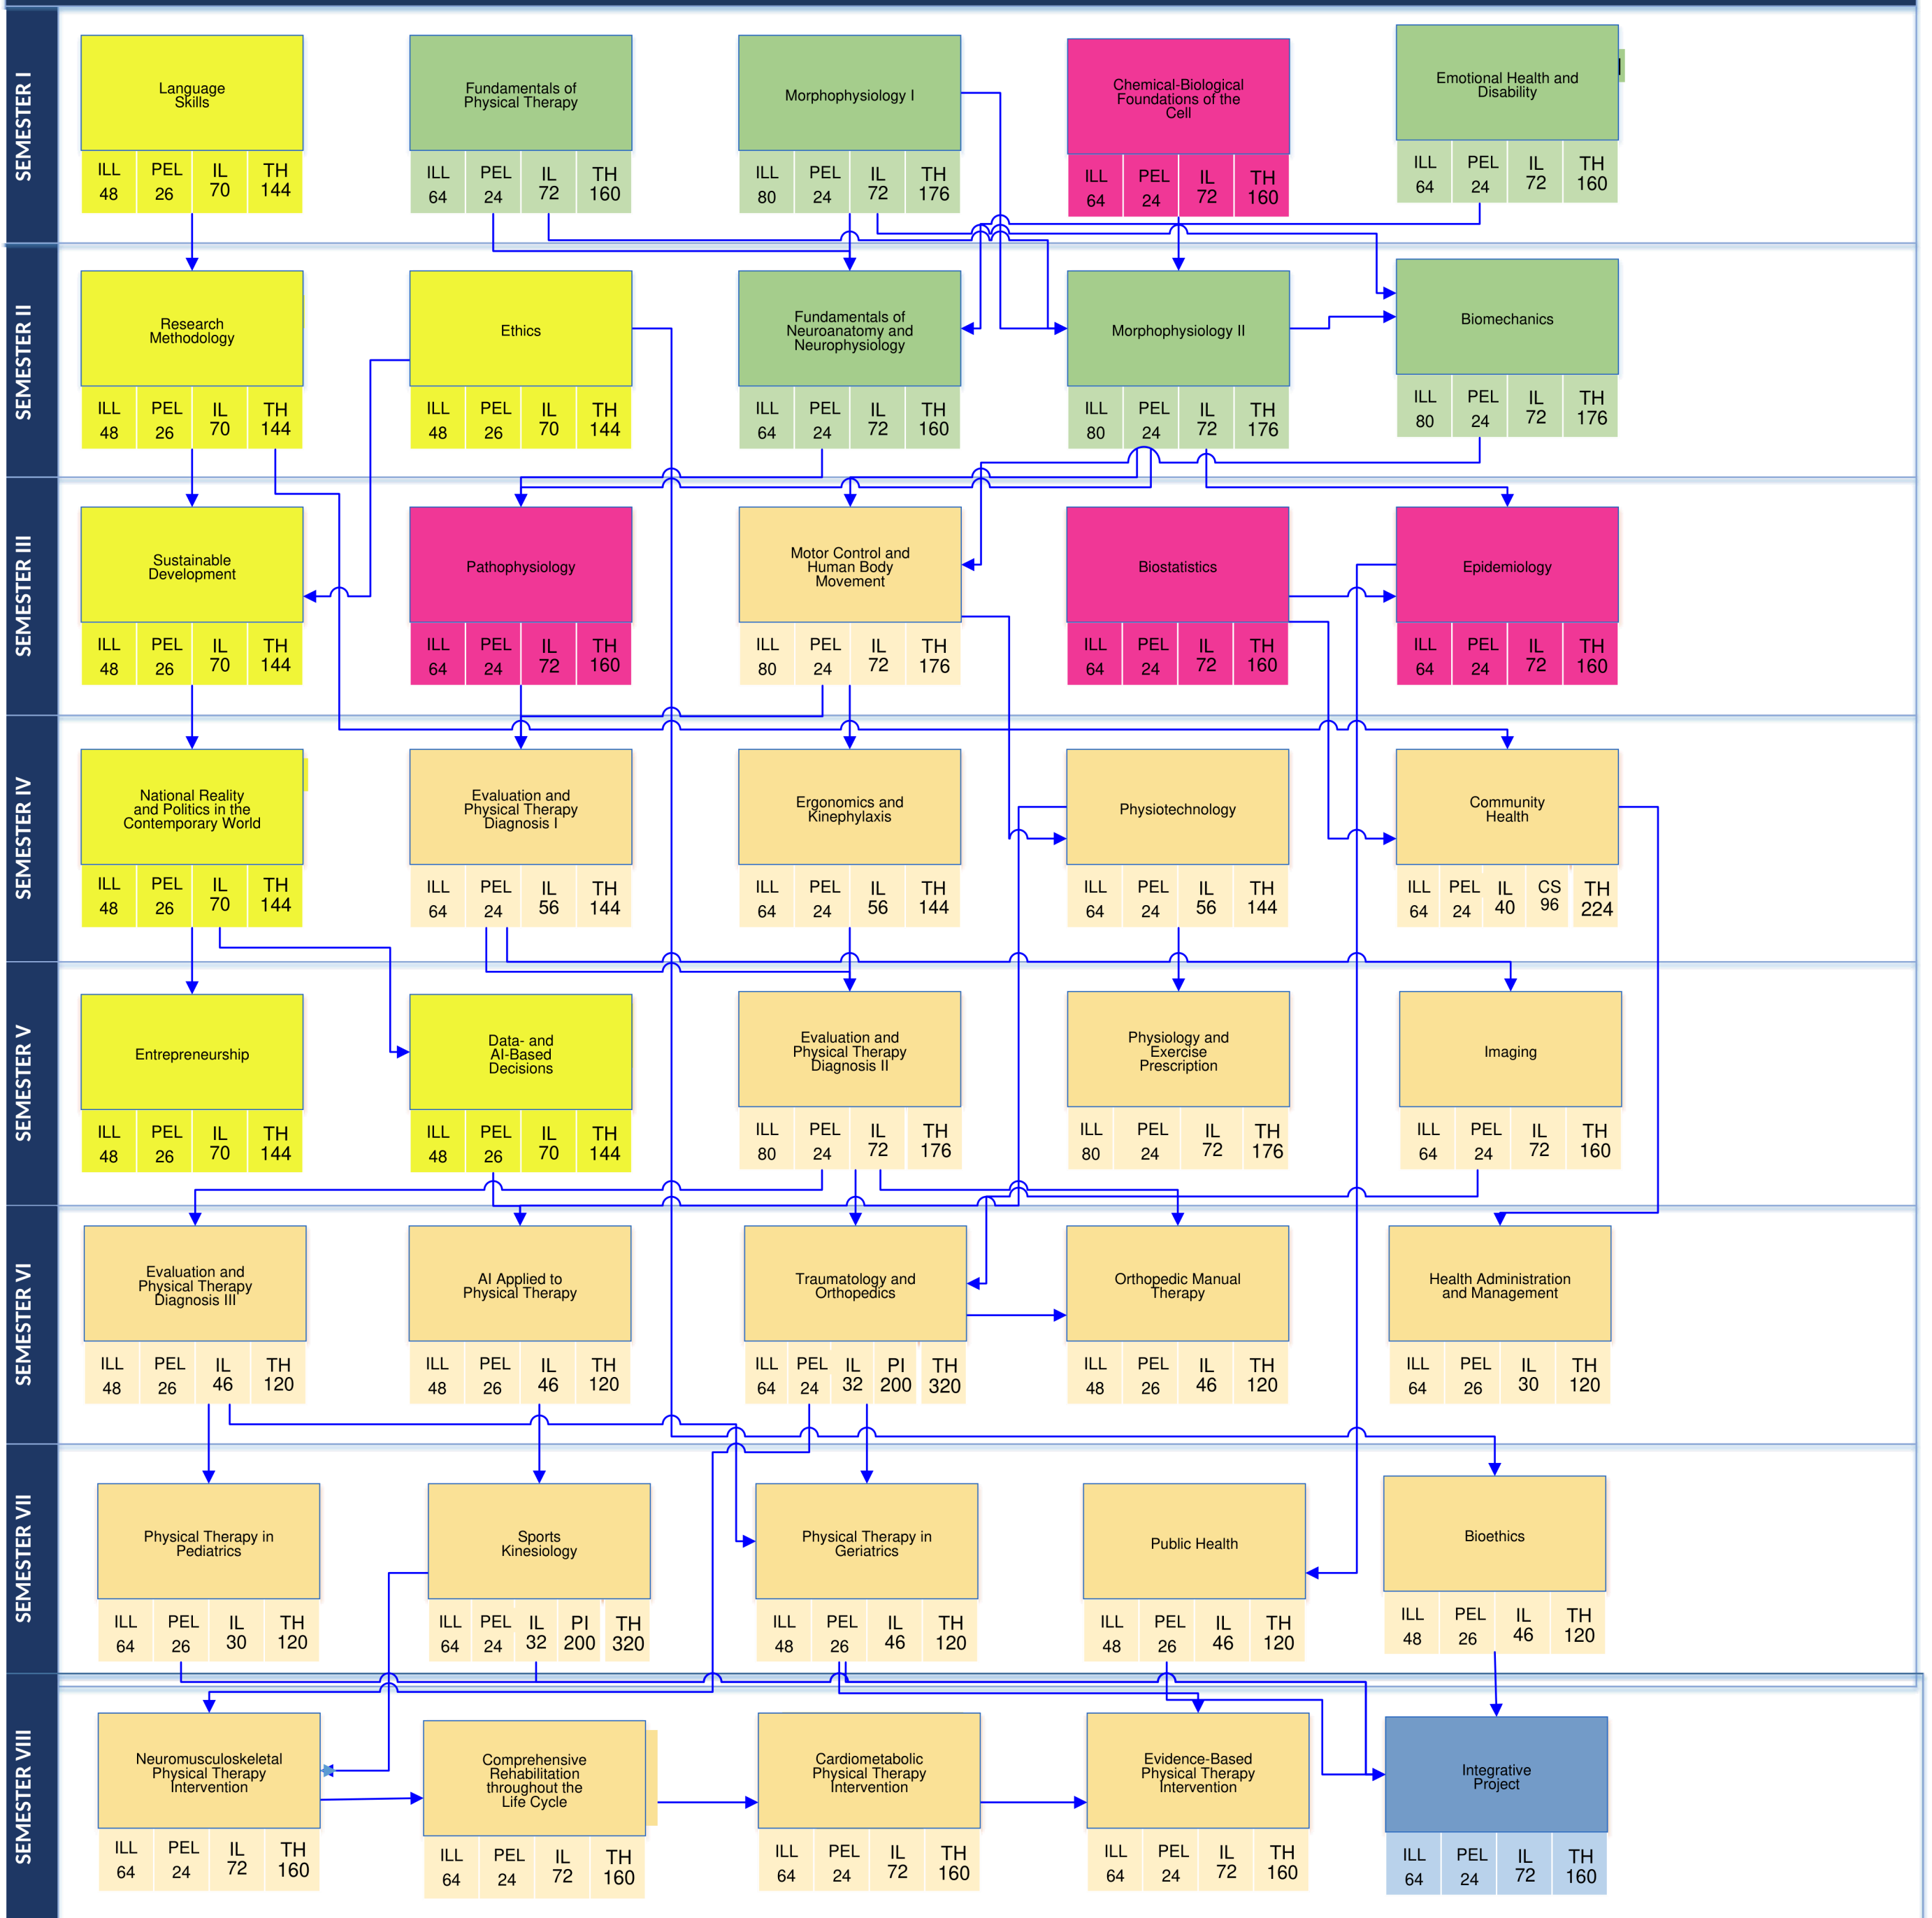 SEMESTER I
Language
Skills
ILL PEL IL TH
48 26 70 144
Fundamentals of
Physical Therapy
ILL PEL IL TH
64 24 72 160
Morphophysiology I
ILL PEL IL TH
80 24 72 176
Chemical-Biological
Foundations of the
Cell
ILL PEL IL TH
64 24 72 160
Emotional Health and
Disability
ILL PEL IL TH
64 24 72 160
SEMESTER II
Research
Methodology
ILL PEL IL TH
48 26 70 144
Ethics
ILL PEL IL TH
48 26 70 144
Fundamentals of
Neuroanatomy and
Neurophysiology
ILL PEL IL TH
64 24 72 160
Morphophysiology II
ILL PEL IL TH
80 24 72 176
Biomechanics
ILL PEL IL TH
80 24 72 176
SEMESTER III
Sustainable
Development
ILL PEL IL TH
48 26 70 144
Pathophysiology
ILL PEL IL TH
64 24 72 160
Motor Control and
Human Body
Movement
ILL PEL IL TH
80 24 72 176
Biostatistics
ILL PEL IL TH
64 24 72 160
Epidemiology
ILL PEL IL TH
64 24 72 160
SEMESTER IV
National Reality
and Politics in the
Contemporary World
ILL PEL IL TH
48 26 70 144
Evaluation and
Physical Therapy
Diagnosis I
ILL PEL IL TH
64 24 56 144
Ergonomics and
Kinephylaxis
ILL PEL IL TH
64 24 56 144
Physiotechnology
ILL PEL IL TH
64 24 56 144
Community
Health
ILL PEL IL CS TH
64 24 40 96 224
SEMESTER V
Entrepreneurship
ILL PEL IL TH
48 26 70 144
Data- and
AI-Based
Decisions
ILL PEL IL TH
48 26 70 144
Evaluation and
Physical Therapy
Diagnosis II
ILL PEL IL TH
80 24 72 176
Physiology and
Exercise
Prescription
ILL PEL IL TH
80 24 72 176
Imaging
ILL PEL IL TH
64 24 72 160
SEMESTER VI
Evaluation and
Physical Therapy
Diagnosis III
ILL PEL IL TH
48 26 46 120
AI Applied to
Physical Therapy
ILL PEL IL TH
48 26 46 120
Traumatology and
Orthopedics
ILL PEL IL PI TH
64 24 32 200 320
Orthopedic Manual
Therapy
ILL PEL IL TH
48 26 46 120
Health Administration
and Management
ILL PEL IL TH
64 26 30 120
SEMESTER VII
Physical Therapy in
Pediatrics
ILL PEL IL TH
64 26 30 120
Sports
Kinesiology
ILL PEL IL PI TH
64 24 32 200 320
Physical Therapy in
Geriatrics
ILL PEL IL TH
48 26 46 120
Public Health
ILL PEL IL TH
48 26 46 120
Bioethics
ILL PEL IL TH
48 26 46 120
SEMESTER VIII
Neuromusculoskeletal
Physical Therapy
Intervention
ILL PEL IL TH
64 24 72 160
Comprehensive
Rehabilitation
throughout the
Life Cycle
ILL PEL IL TH
64 24 72 160
Cardiometabolic
Physical Therapy
Intervention
ILL PEL IL TH
64 24 72 160
Evidence-Based
Physical Therapy
Intervention
ILL PEL IL TH
64 24 72 160
Integrative
Project
ILL PEL IL TH
64 24 72 160